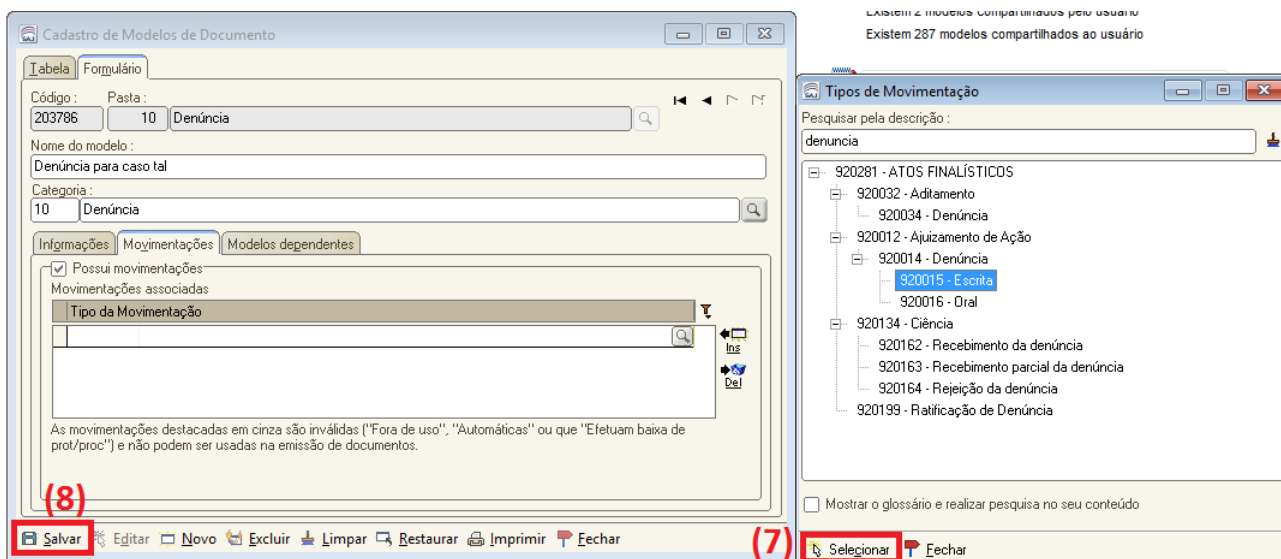 Existem 2 modelos compartilhados pelo usuário
Existem 287 modelos compartilhados ao usuário
Cadastro de Modelos de Documento
Tabela Formulário
Código : Pasta :
203786 10 Denúncia
Nome do modelo :
Denúncia para caso tal
Categoria :
10 Denúncia
Informações Movimentações Modelos dependentes
Possui movimentações
Movimentações associadas
Tipo da Movimentação
Ins
Del
As movimentações destacadas em cinza são inválidas ("Fora de uso", "Automáticas" ou que "Efetuam baixa de
prot/proc") e não podem ser usadas na emissão de documentos.
(8)
Salvar Editar Novo Excluir Limpar Restaurar Imprimir Fechar
Tipos de Movimentação
Pesquisar pela descrição :
denuncia
920281 - ATOS FINALÍSTICOS
920032 - Aditamento
920034 - Denúncia
920012 - Ajuizamento de Ação
920014 - Denúncia
920015 - Escrita
920016 - Oral
920134 - Ciência
920162 - Recebimento da denúncia
920163 - Recebimento parcial da denúncia
920164 - Rejeição da denúncia
920199 - Ratificação de Denúncia
Mostrar o glossário e realizar pesquisa no seu conteúdo
(7)
Selecionar Fechar